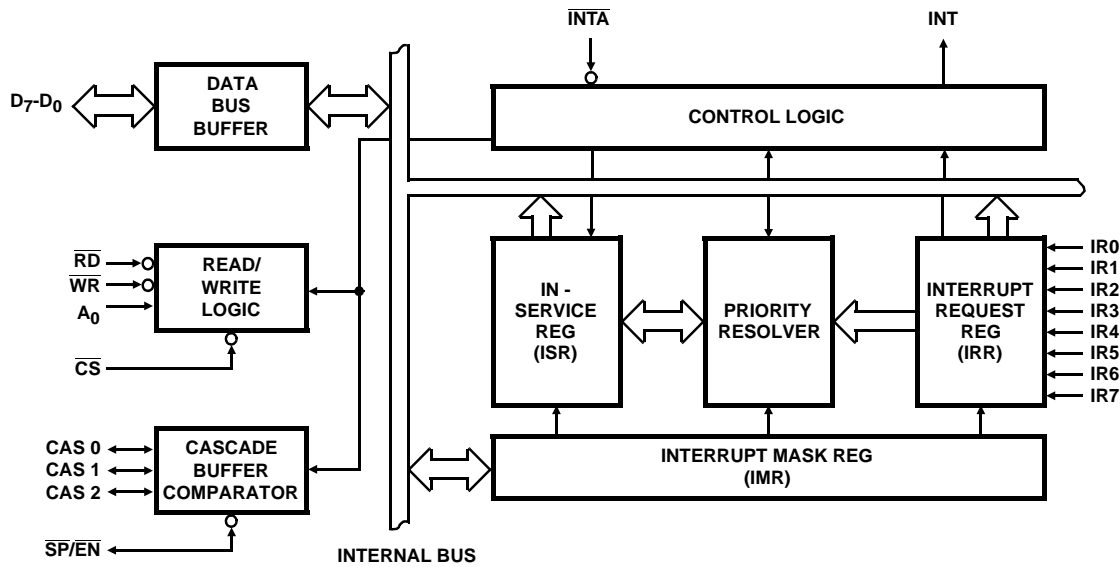 INTA
INT
D7-D0
DATA
BUS
BUFFER
CONTROL LOGIC
RD
WR
A0
CS
READ/
WRITE
LOGIC
IN -
SERVICE
REG
(ISR)
PRIORITY
RESOLVER
INTERRUPT
REQUEST
REG
(IRR)
IR0
IR1
IR2
IR3
IR4
IR5
IR6
IR7
CAS 0
CAS 1
CAS 2
CASCADE
BUFFER
COMPARATOR
INTERRUPT MASK REG
(IMR)
SP/EN
INTERNAL BUS